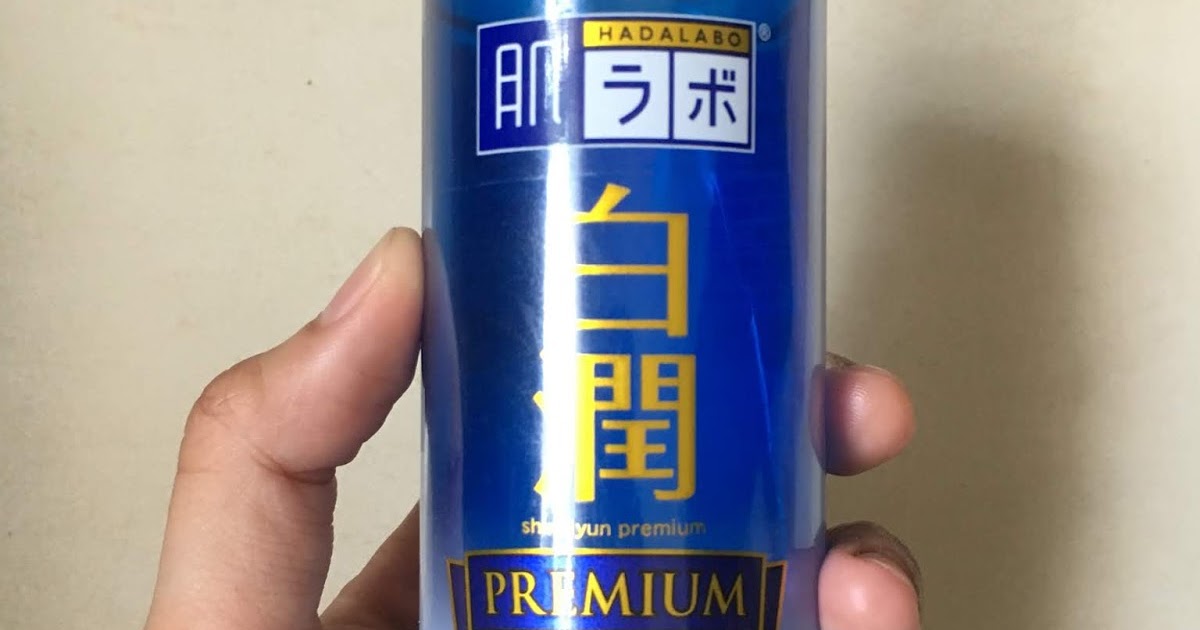 HADALABO
肌ラボ®
白潤
premium
PREMIUM